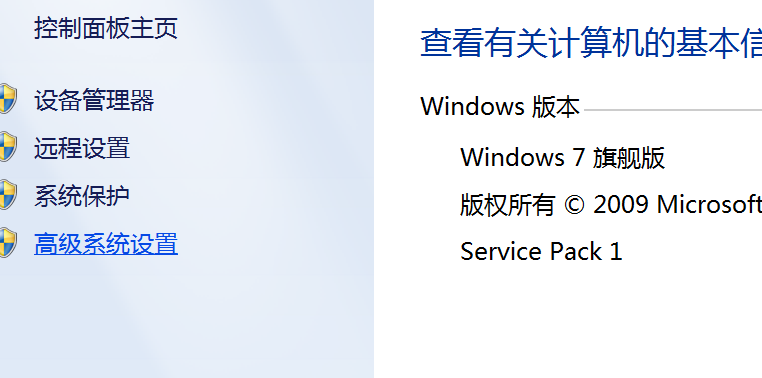 控制面板主页
设备管理器
远程设置
系统保护
高级系统设置
查看有关计算机的基本信
Windows 版本
Windows 7 旗舰版
版权所有 © 2009 Microsoft
Service Pack 1